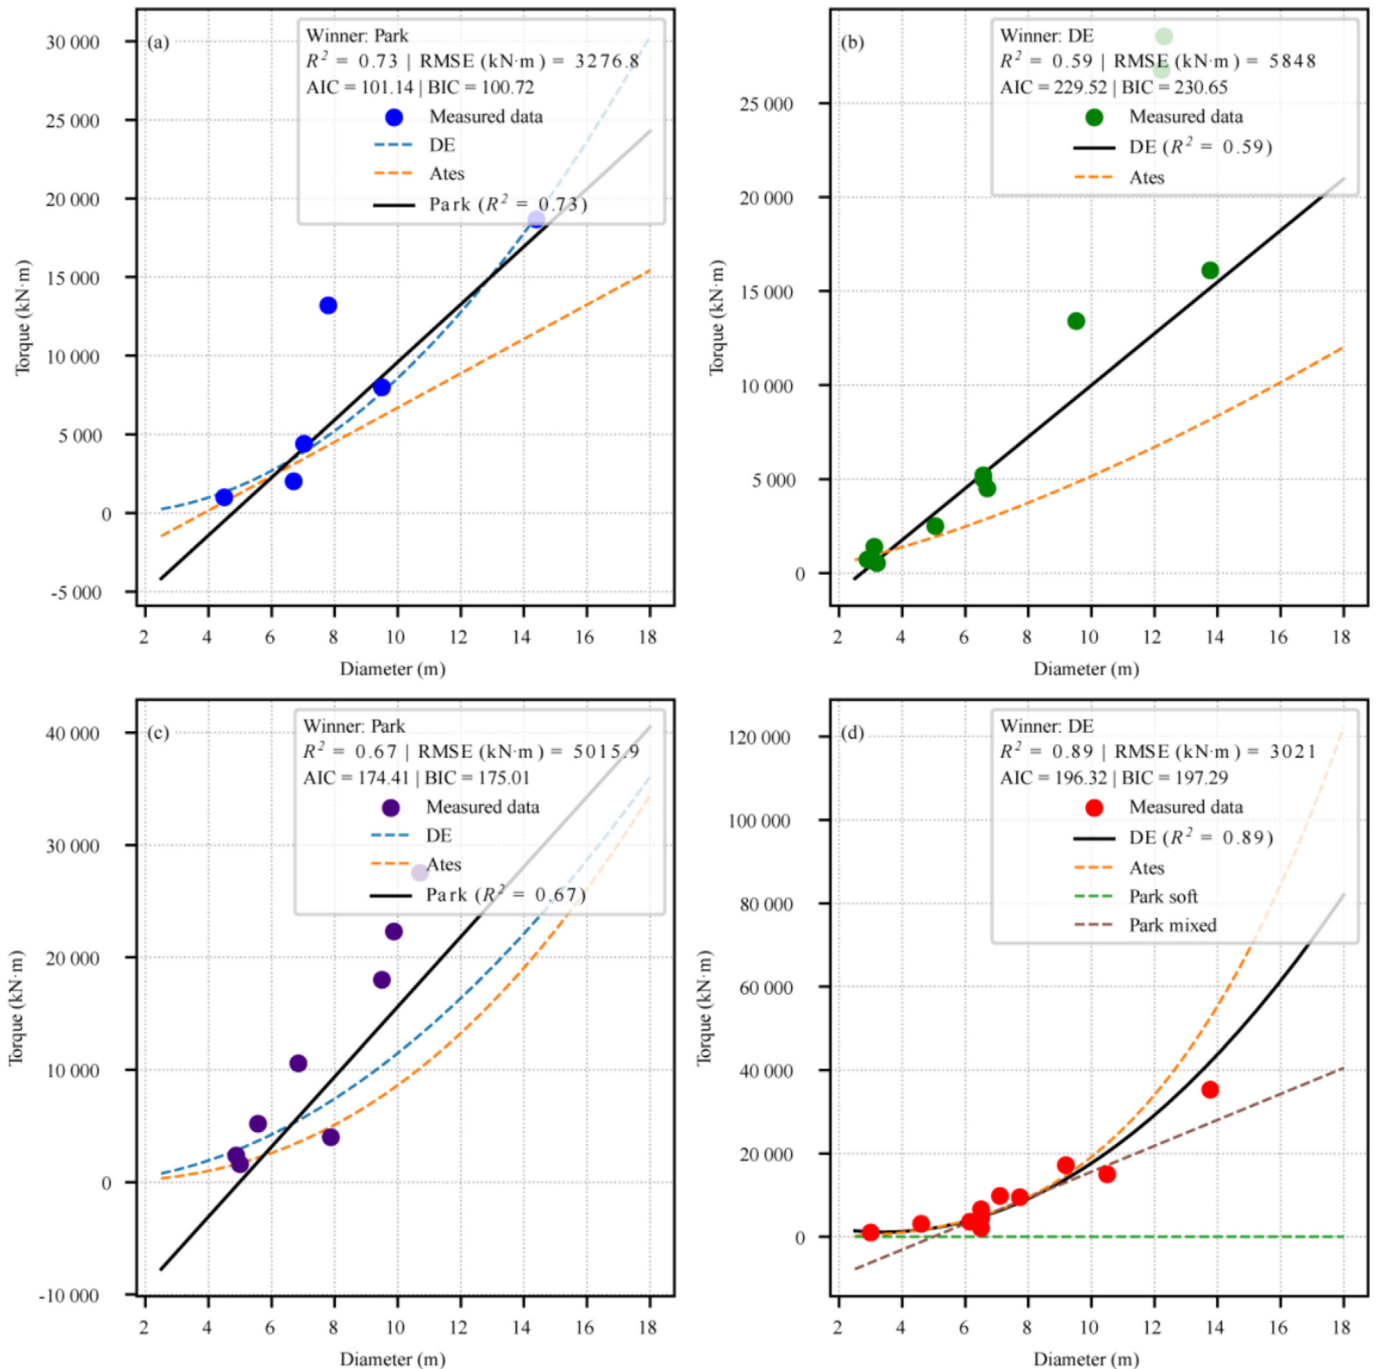 (a)
Winner: Park
R² = 0.73 | RMSE (kN·m) = 3276.8
AIC = 101.14 | BIC = 100.72
Measured data
DE
Ates
Park (R² = 0.73)
30 000
25 000
20 000
15 000
10 000
5 000
0
-5 000
Torque (kN·m)
2 4 6 8 10 12 14 16 18
Diameter (m)
(b)
Winner: DE
R² = 0.59 | RMSE (kN·m) = 5848
AIC = 229.52 | BIC = 230.65
Measured data
DE (R² = 0.59)
Ates
25 000
20 000
15 000
10 000
5 000
0
Torque (kN·m)
2 4 6 8 10 12 14 16 18
Diameter (m)
(c)
Winner: Park
R² = 0.67 | RMSE (kN·m) = 5015.9
AIC = 174.41 | BIC = 175.01
Measured data
DE
Ates
Park (R² = 0.67)
40 000
30 000
20 000
10 000
0
-10 000
Torque (kN·m)
2 4 6 8 10 12 14 16 18
Diameter (m)
(d)
Winner: DE
R² = 0.89 | RMSE (kN·m) = 3021
AIC = 196.32 | BIC = 197.29
Measured data
DE (R² = 0.89)
Ates
Park soft
Park mixed
120 000
100 000
80 000
60 000
40 000
20 000
0
Torque (kN·m)
2 4 6 8 10 12 14 16 18
Diameter (m)